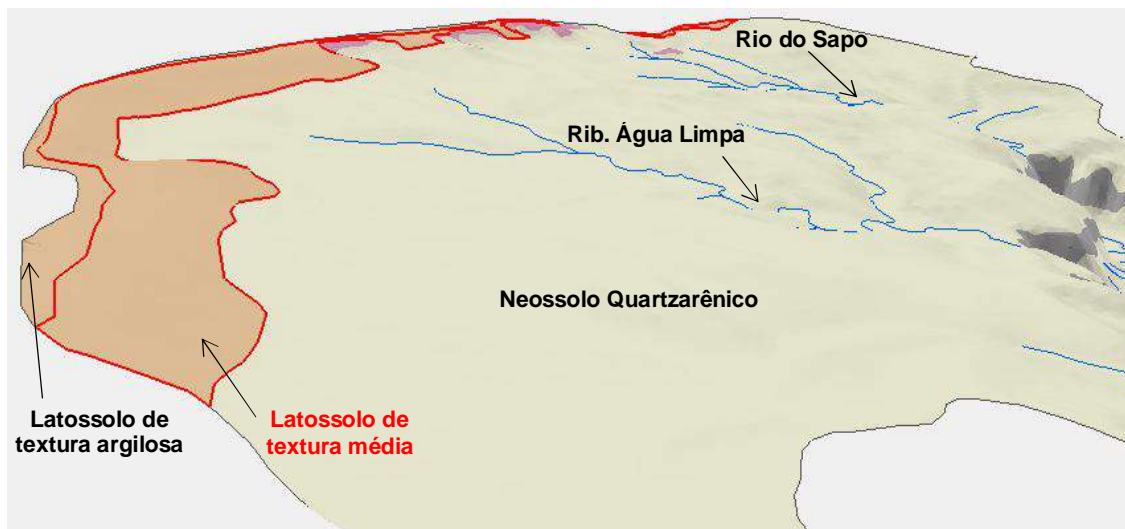 Rio do Sapo
Rib. Água Limpa
Neossolo Quartzarênico
Latossolo de
textura argilosa
Latossolo de
textura média